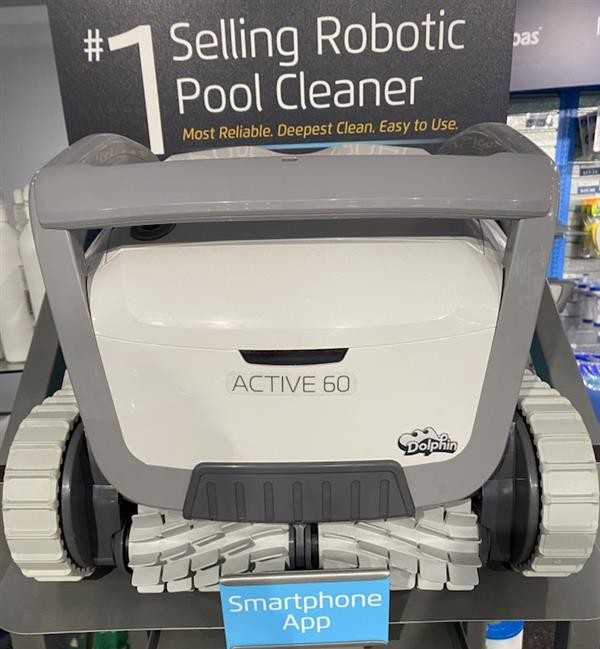 #1 Selling Robotic
Pool Cleaner
Most Reliable. Deepest Clean. Easy to Use.
ACTIVE 60
Dolphin
Smartphone
App